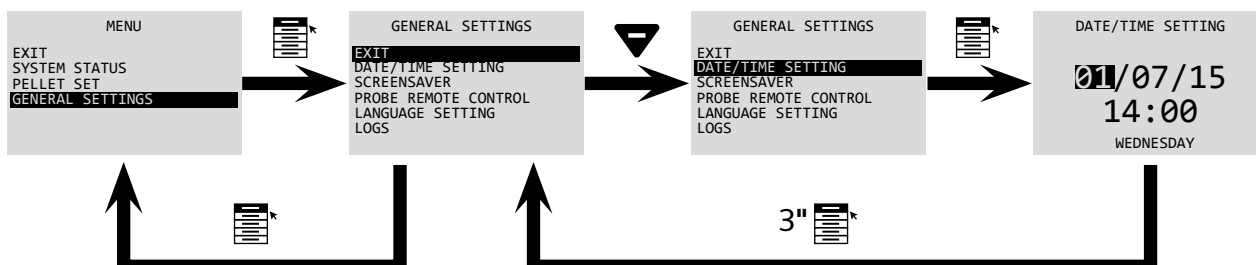 MENU
EXIT
SYSTEM STATUS
PELLET SET
GENERAL SETTINGS
GENERAL SETTINGS
EXIT
DATE/TIME SETTING
SCREENSAVER
PROBE REMOTE CONTROL
LANGUAGE SETTING
LOGS
GENERAL SETTINGS
EXIT
DATE/TIME SETTING
SCREENSAVER
PROBE REMOTE CONTROL
LANGUAGE SETTING
LOGS
DATE/TIME SETTING
01/07/15
14:00
WEDNESDAY
3"